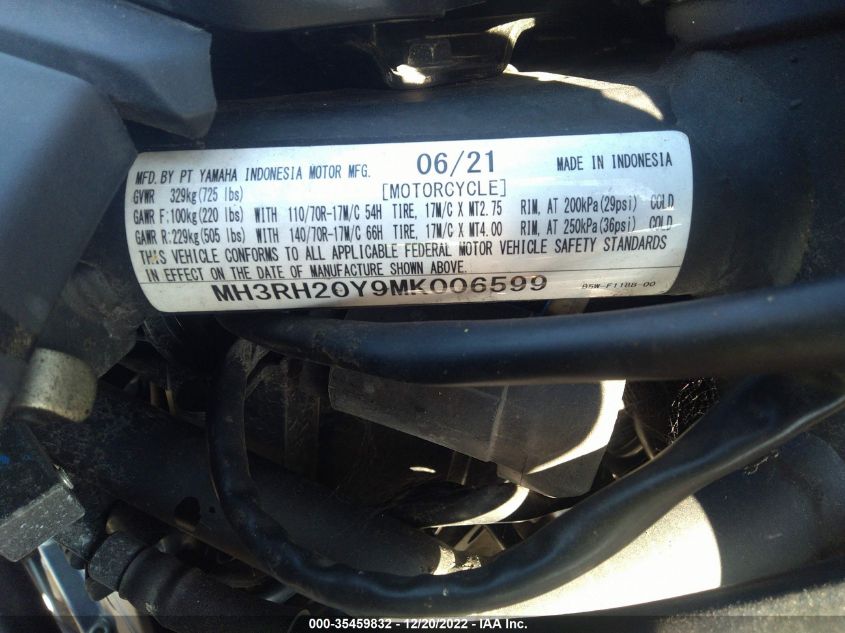 MFD. BY PT YAMAHA INDONESIA MOTOR MFG. 06/21 MADE IN INDONESIA
GVWR 329kg(725 lbs) [MOTORCYCLE]
GAWR F:100kg(220 lbs) WITH 110/70R-17M/C 54H TIRE, 17M/C X MT2.75 RIM, AT 200kPa(29psi) COLD
GAWR R:229kg(505 lbs) WITH 140/70R-17M/C 66H TIRE, 17M/C X MT4.00 RIM, AT 250kPa(36psi) COLD
THIS VEHICLE CONFORMS TO ALL APPLICABLE FEDERAL MOTOR VEHICLE SAFETY STANDARDS
IN EFFECT ON THE DATE OF MANUFACTURE SHOWN ABOVE.
MH3RH20Y9MK006599 B5W-F118B-00
000-35459832 - 12/20/2022 - IAA Inc.